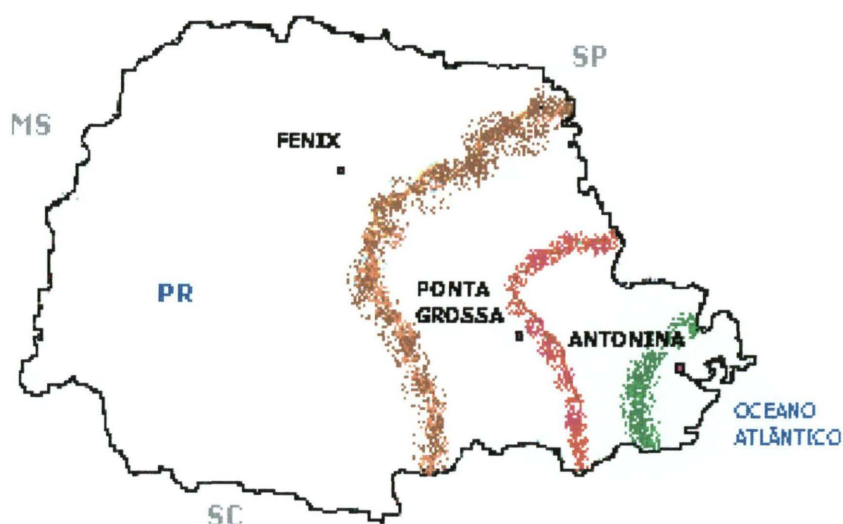 SP
MS
FENIX
PR
PONTA
GROSSA
ANTONINA
OCEANO
ATLÂNTICO
SC